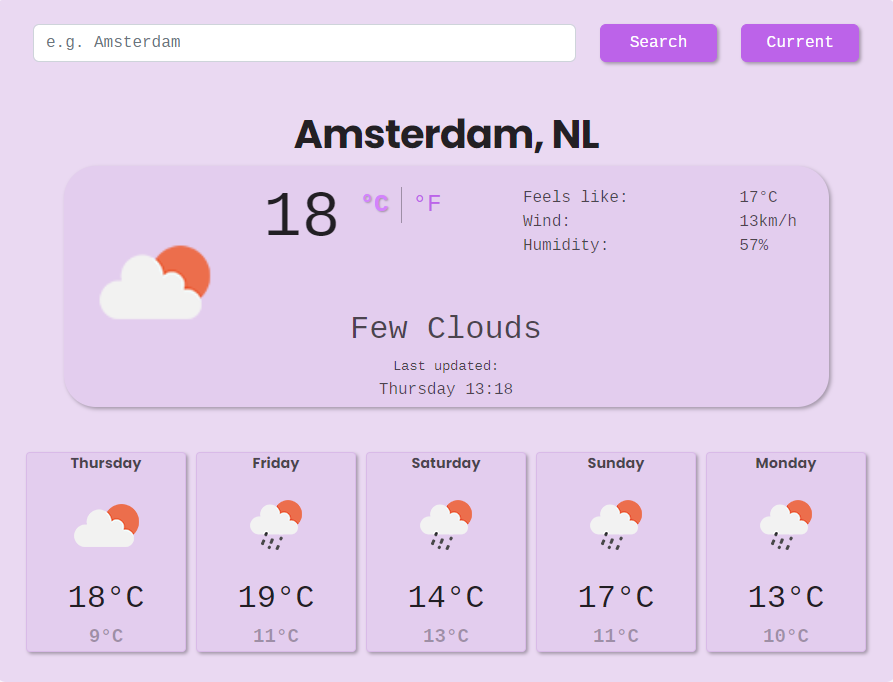 e.g. Amsterdam Search Current
Amsterdam, NL
18 °C °F
Feels like: 17°C
Wind: 13km/h
Humidity: 57%
Few Clouds
Last updated:
Thursday 13:18
Thursday Friday Saturday Sunday Monday
18°C 19°C 14°C 17°C 13°C
9°C 11°C 13°C 11°C 10°C